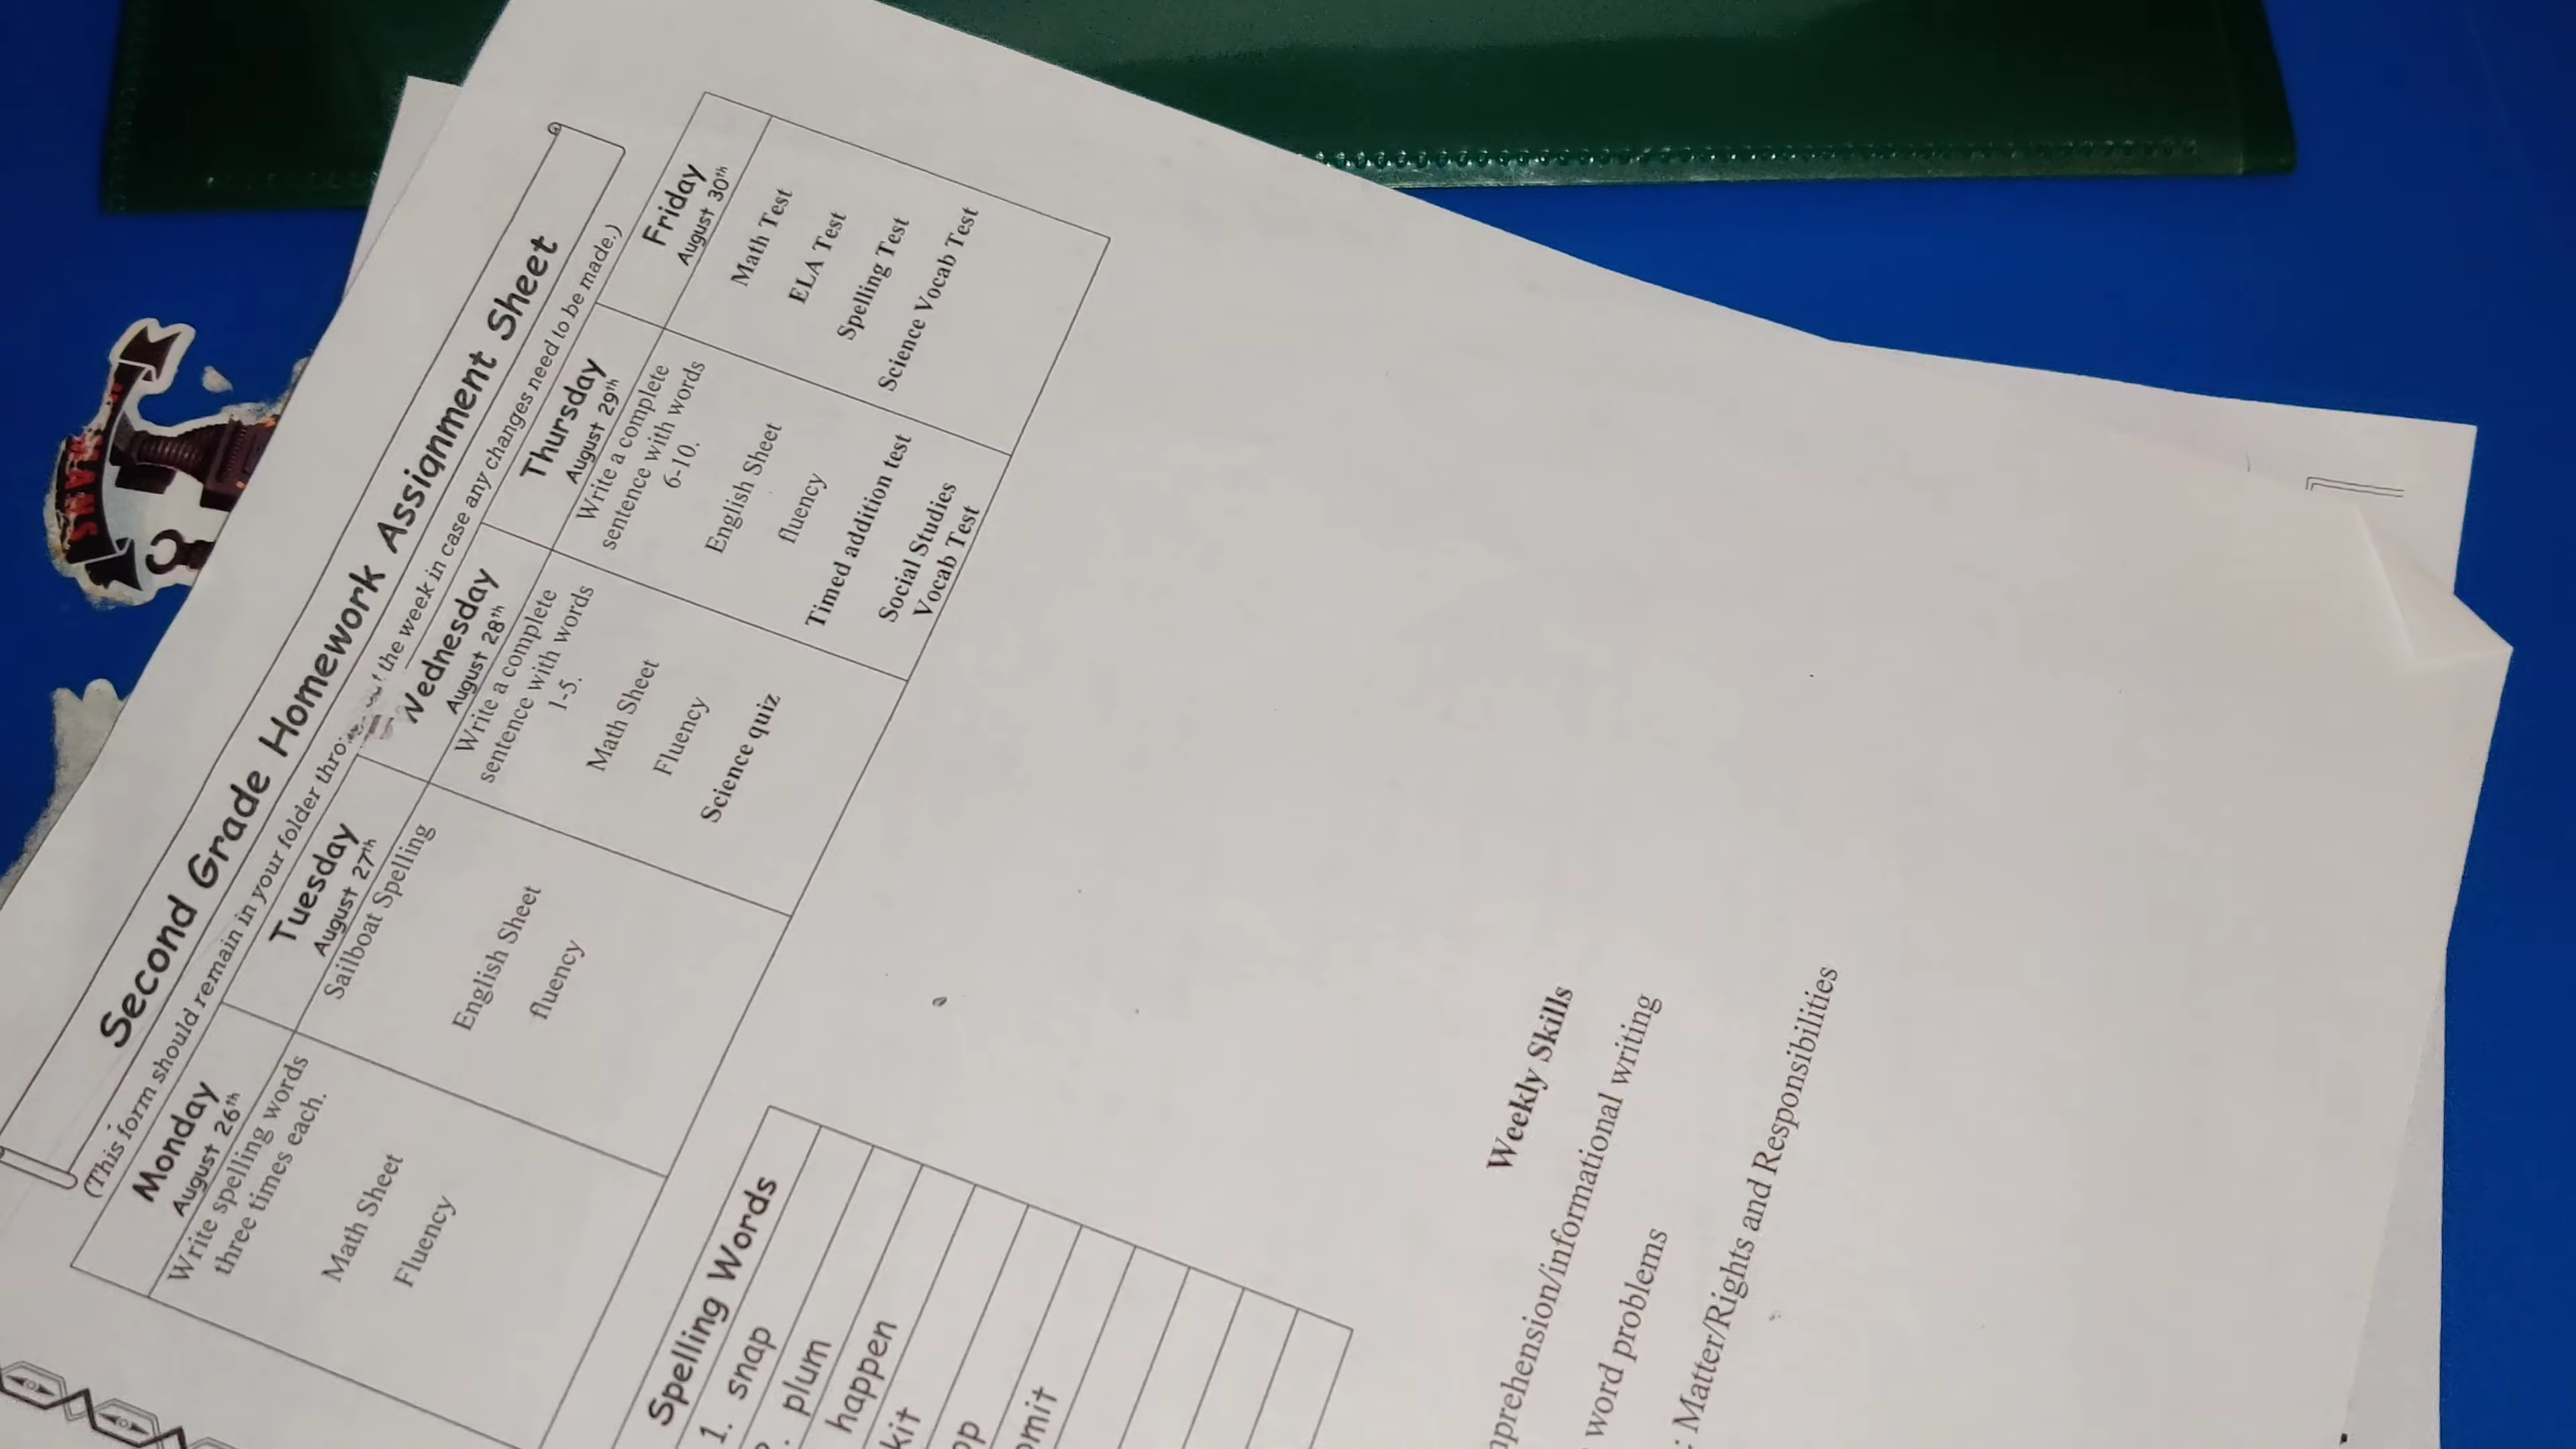 Second Grade Homework Assignment Sheet
(This form should remain in your folder the week in case any changes need to be made.)
Monday
August 26th
Write spelling words
three times each.
Math Sheet
Fluency
Tuesday
August 27th
Sailboat Spelling
English Sheet
fluency
Wednesday
August 28th
Write a complete
sentence with words
1-5.
Math Sheet
Fluency
Science quiz
Thursday
August 29th
Write a complete
sentence with words
6-10.
English Sheet
fluency
Timed addition test
Social Studies
Vocab Test
Friday
August 30th
Math Test
ELA Test
Spelling Test
Science Vocab Test
Spelling Words
1. snap
plum
happen
kit
Weekly Skills
informational writing
word problems
Matter/Rights and Responsibilities